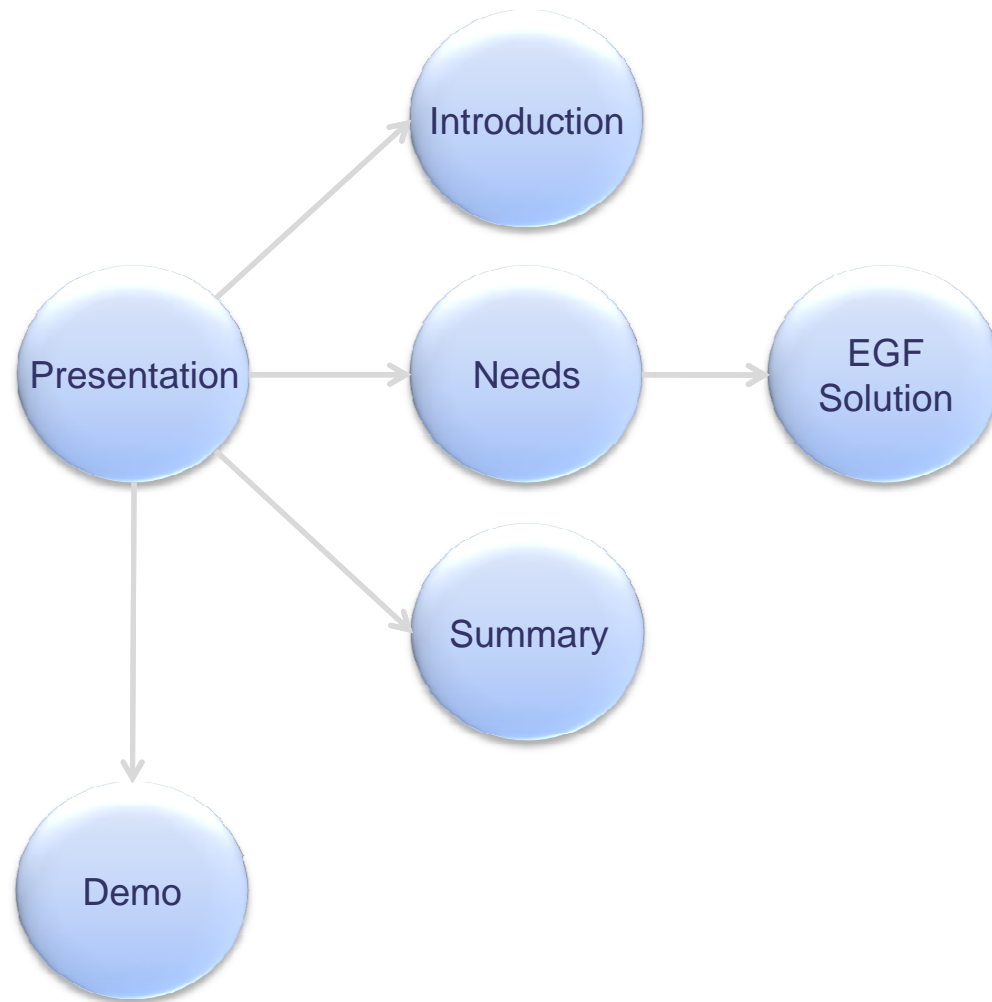 Introduction
Presentation
Needs
EGF
Solution
Summary
Demo